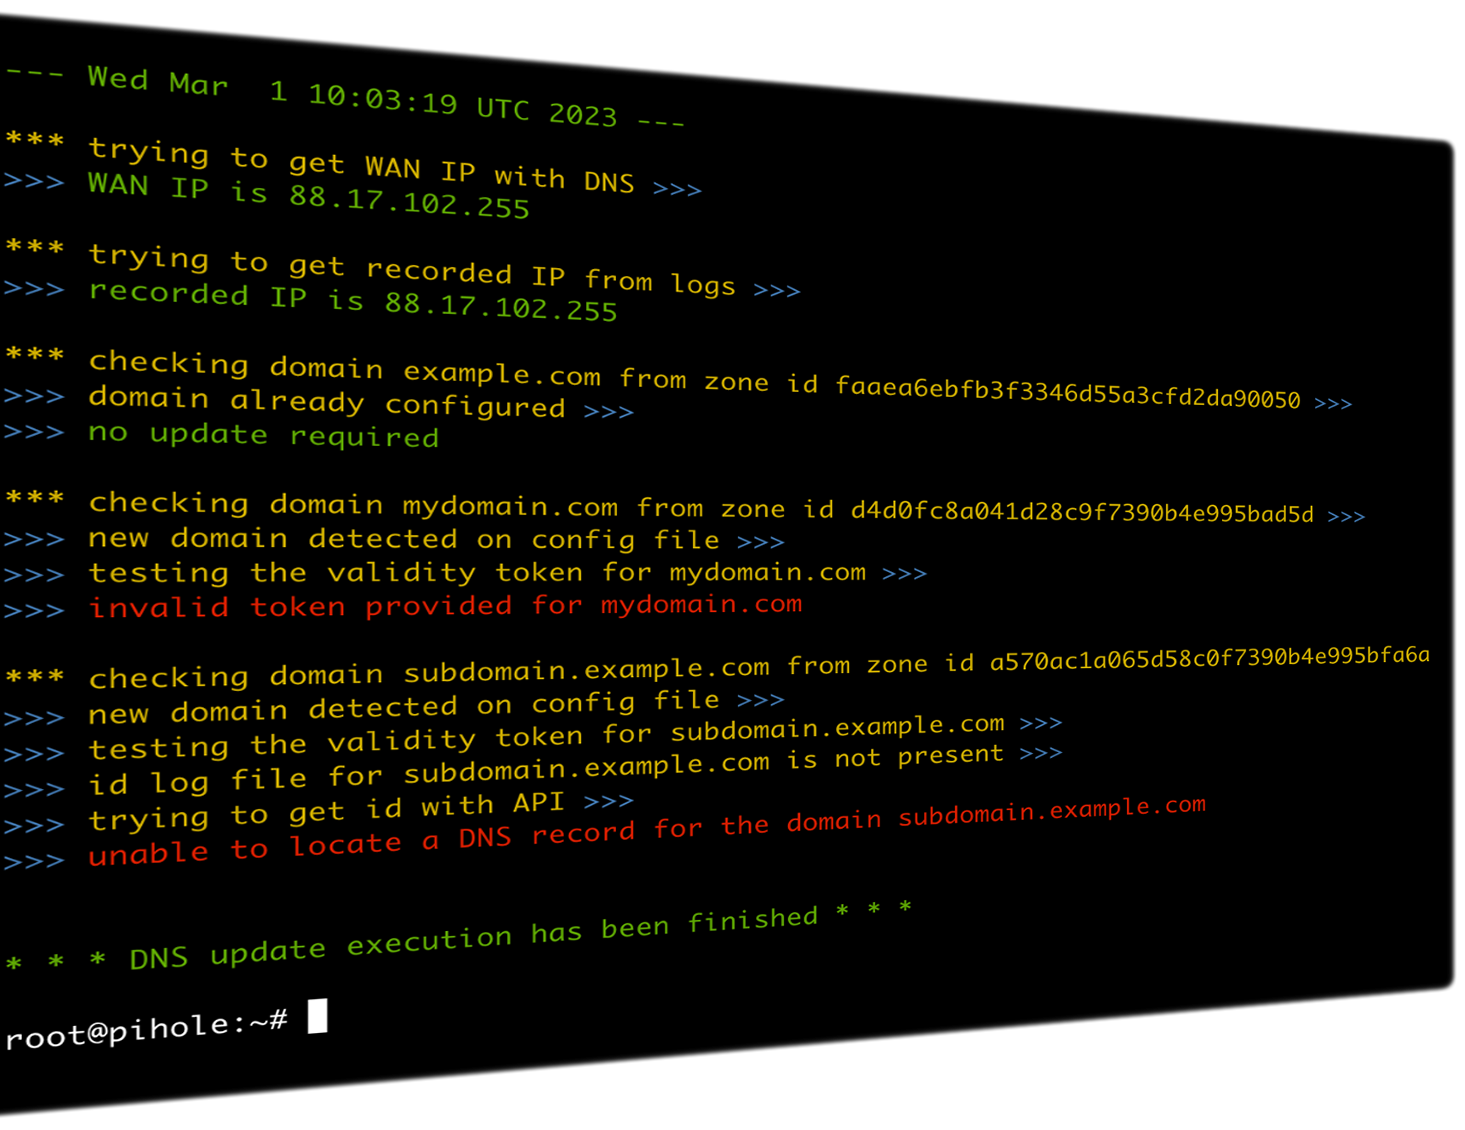 --- Wed Mar  1 10:03:19 UTC 2023 ---
*** trying to get WAN IP with DNS >>>
>>> WAN IP is 88.17.102.255
*** trying to get recorded IP from logs >>>
>>> recorded IP is 88.17.102.255
*** checking domain example.com from zone id faaea6ebfb3f3346d55a3cfd2da90050 >>>
>>> domain already configured >>>
>>> no update required
*** checking domain mydomain.com from zone id d4d0fc8a041d28c9f7390b4e995bad5d >>>
>>> new domain detected on config file >>>
>>> testing the validity token for mydomain.com >>>
>>> invalid token provided for mydomain.com
*** checking domain subdomain.example.com from zone id a570ac1a065d58c0f7390b4e995bfa6a
>>> new domain detected on config file >>>
>>> testing the validity token for subdomain.example.com >>>
>>> id log file for subdomain.example.com is not present >>>
>>> trying to get id with API >>>
>>> unable to locate a DNS record for the domain subdomain.example.com
* * * DNS update execution has been finished * * *
root@pihole:~#